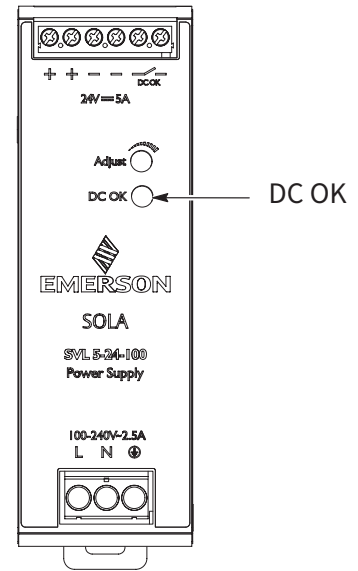 + + − − DC OK
24V⎓5A
Adjust
DC OK
DC OK
EMERSON
SOLA
SVL 5-24-100
Power Supply
100-240V~2.5A
L N